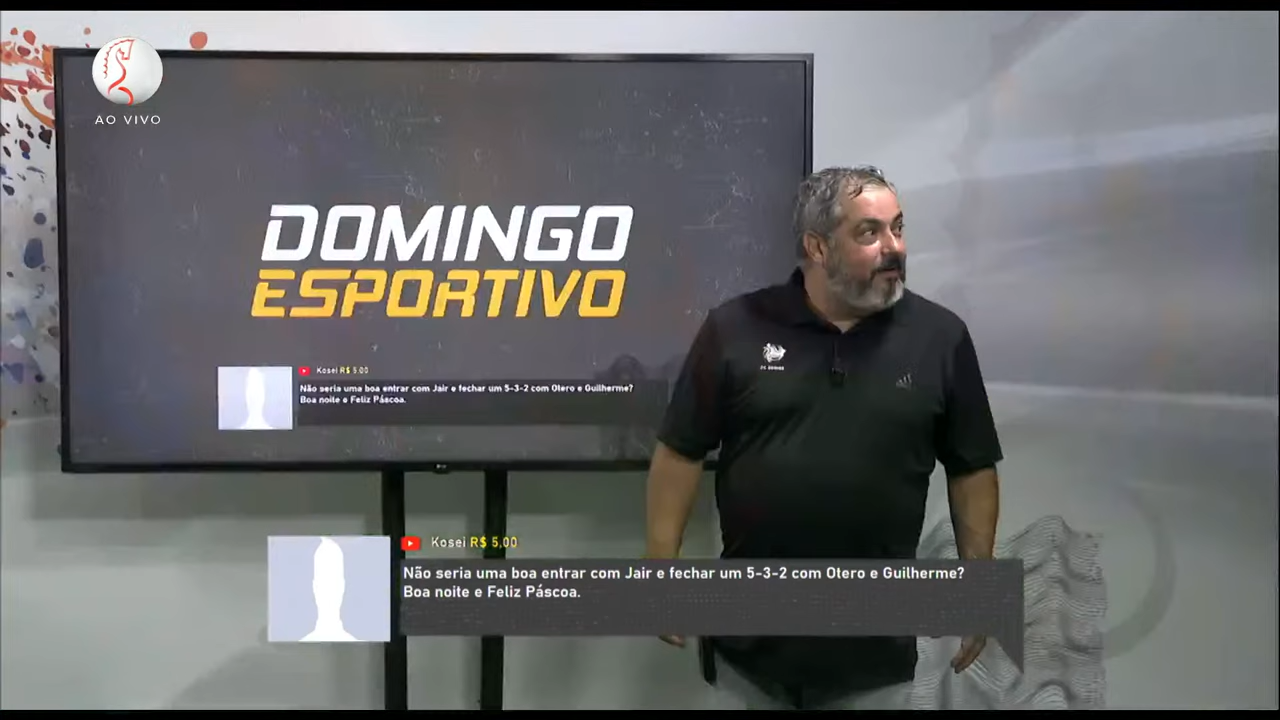 AO VIVO
DOMINGO
ESPORTIVO
Kosei R$ 5,00
Não seria uma boa entrar com Jair e fechar um 5-3-2 com Otero e Guilherme?
Boa noite e Feliz Páscoa.
Kosei R$ 5,00
Não seria uma boa entrar com Jair e fechar um 5-3-2 com Otero e Guilherme?
Boa noite e Feliz Páscoa.